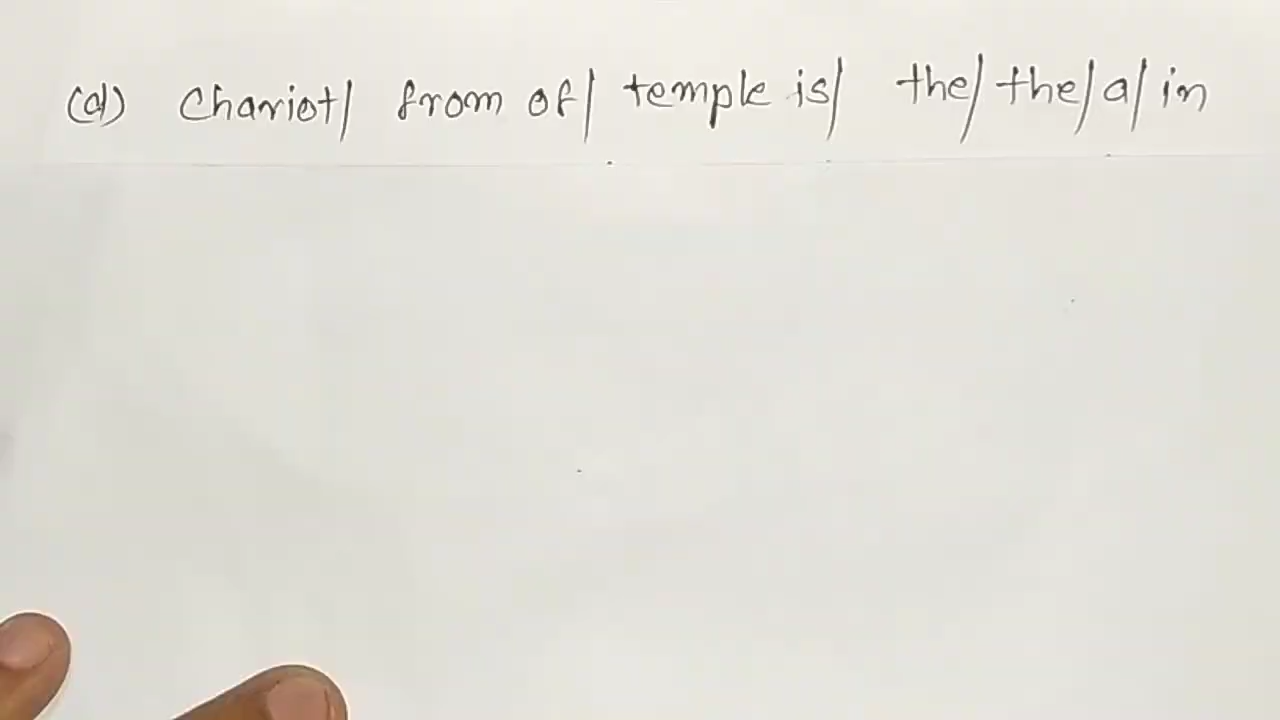 (d) Chariot/ from of/ temple is/ the/ the/ a/ in